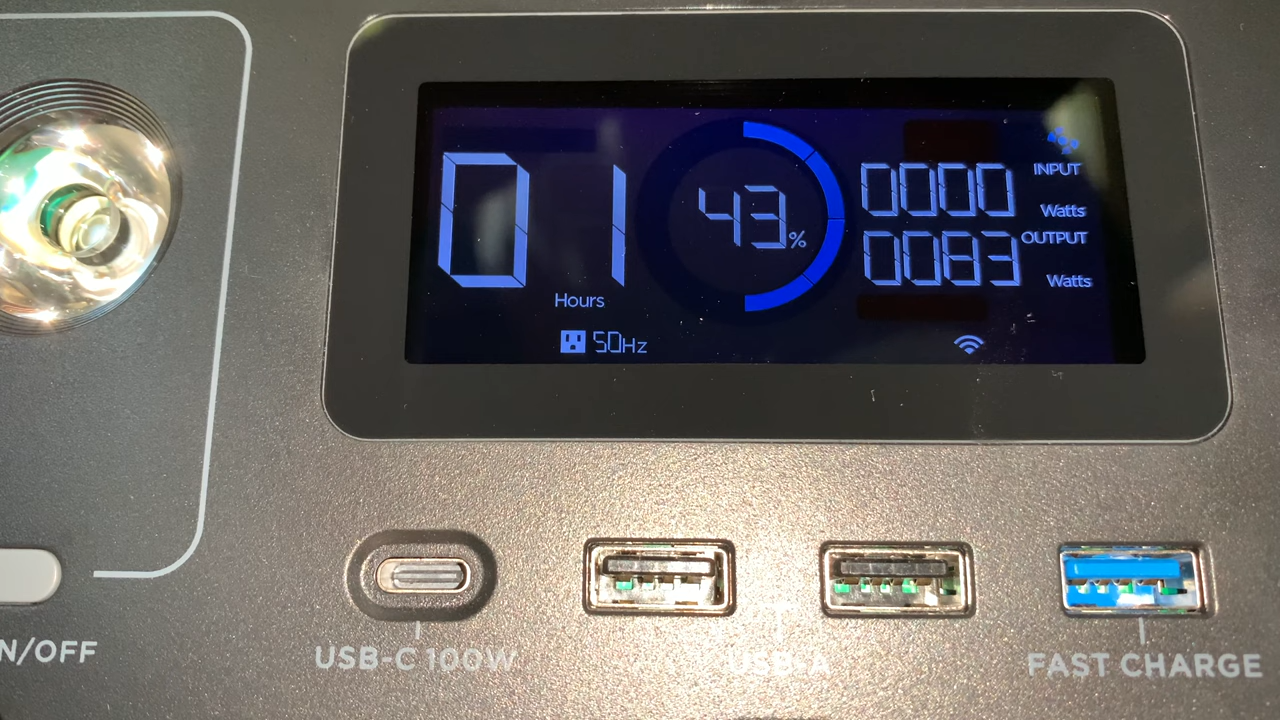 01
Hours
50Hz
43%
0000
INPUT
Watts
0083
OUTPUT
Watts
N/OFF
USB-C 100W
USB-A
FAST CHARGE